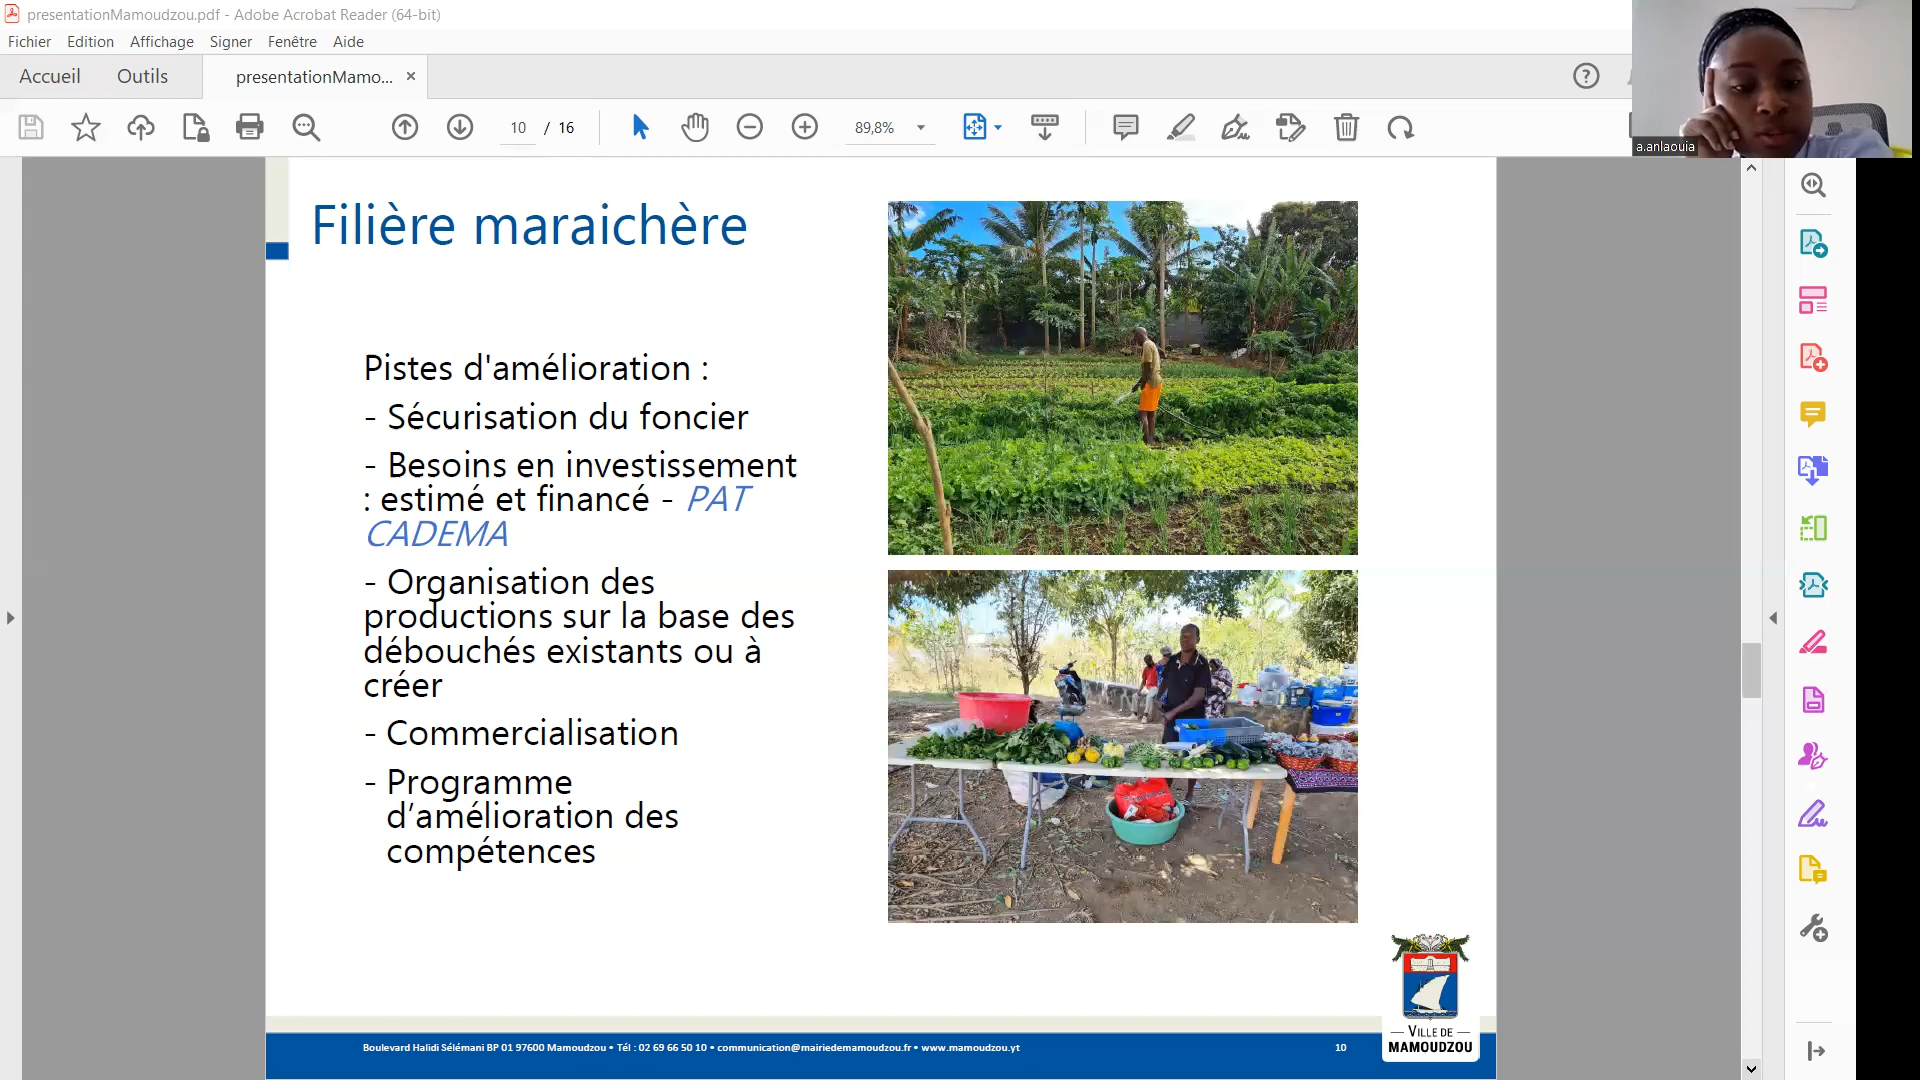 presentationMamoudzou.pdf - Adobe Acrobat Reader (64-bit)
Fichier Edition Affichage Signer Fenêtre Aide
Accueil Outils presentationMamo... ×
10 / 16 89,8%
a.anlaouia
Filière maraichère
Pistes d'amélioration :
- Sécurisation du foncier
- Besoins en investissement
: estimé et financé - PAT
CADEMA
- Organisation des
productions sur la base des
débouchés existants ou à
créer
- Commercialisation
- Programme
d’amélioration des
compétences
VILLE DE
MAMOUDZOU
Boulevard Halidi Sélémani BP 01 97600 Mamoudzou • Tél : 02 69 66 50 10 • communication@mairiedemamoudzou.fr • www.mamoudzou.yt
10